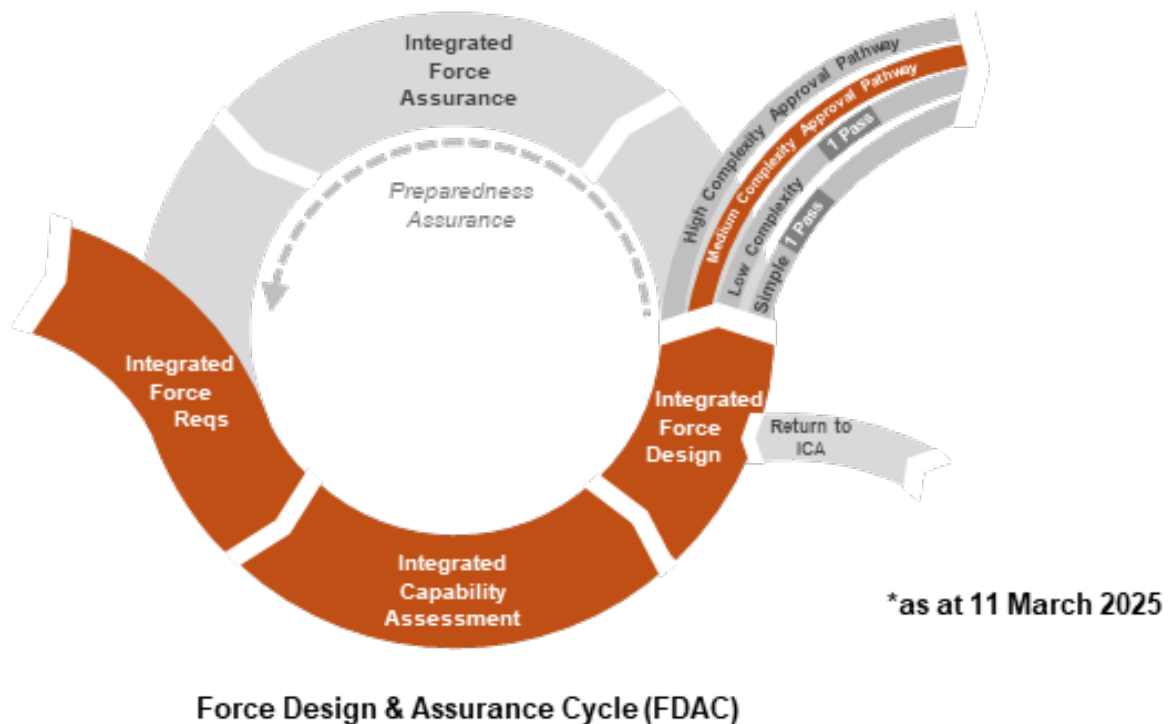 Integrated
Force
Assurance
Preparedness
Assurance
High Complexity Approval Pathway
Medium Complexity Approval Pathway
Low Complexity 1 Pass
Simple 1 Pass
Integrated
Force
Reqs
Integrated
Force
Design
Return to
ICA
Integrated
Capability
Assessment
*as at 11 March 2025
Force Design & Assurance Cycle (FDAC)